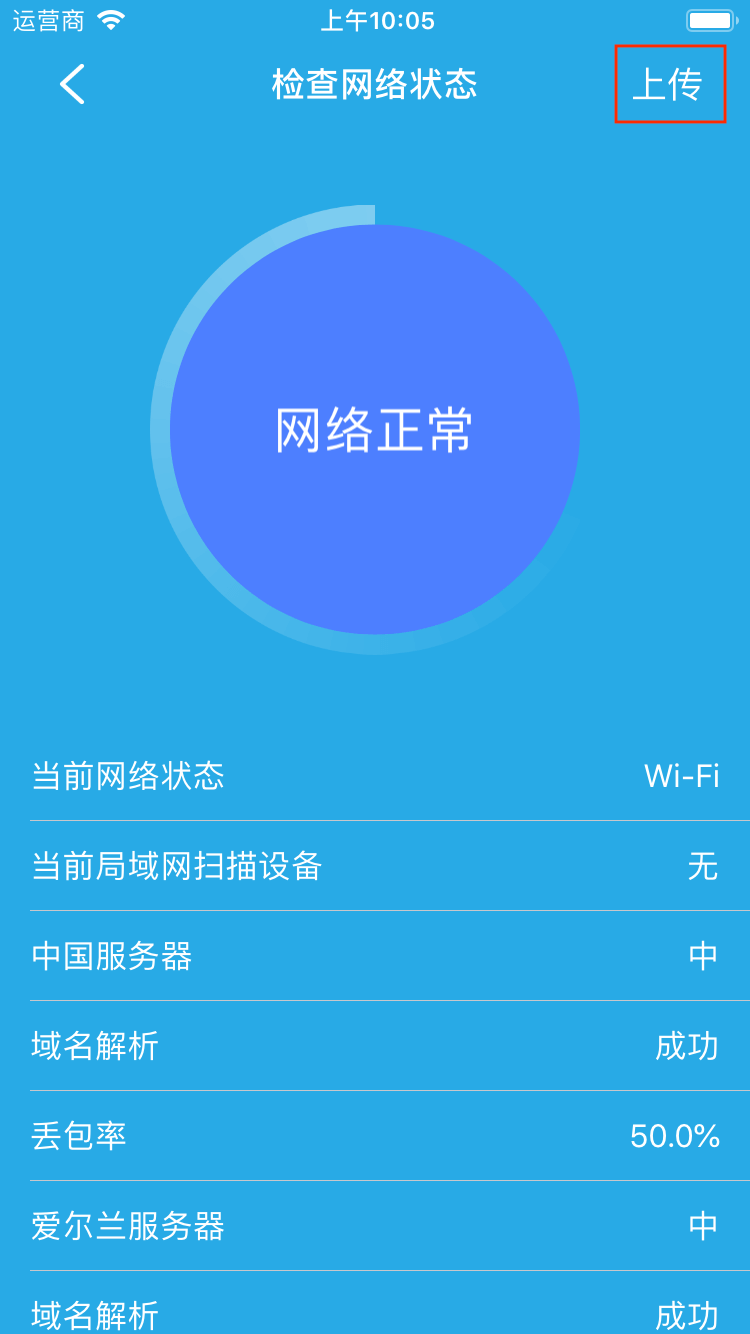 运营商 上午10:05
检查网络状态 上传
网络正常
当前网络状态 Wi-Fi
当前局域网扫描设备 无
中国服务器 中
域名解析 成功
丢包率 50.0%
爱尔兰服务器 中
域名解析 成功